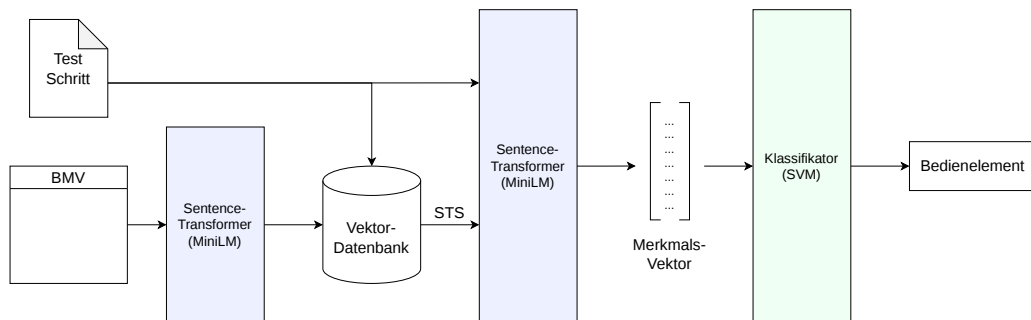 Test
Schritt
BMV
Sentence-
Transformer
(MiniLM)
Vektor-
Datenbank
STS
Sentence-
Transformer
(MiniLM)
...
...
...
...
...
...
...
Merkmals-
Vektor
Klassifikator
(SVM)
Bedienelement